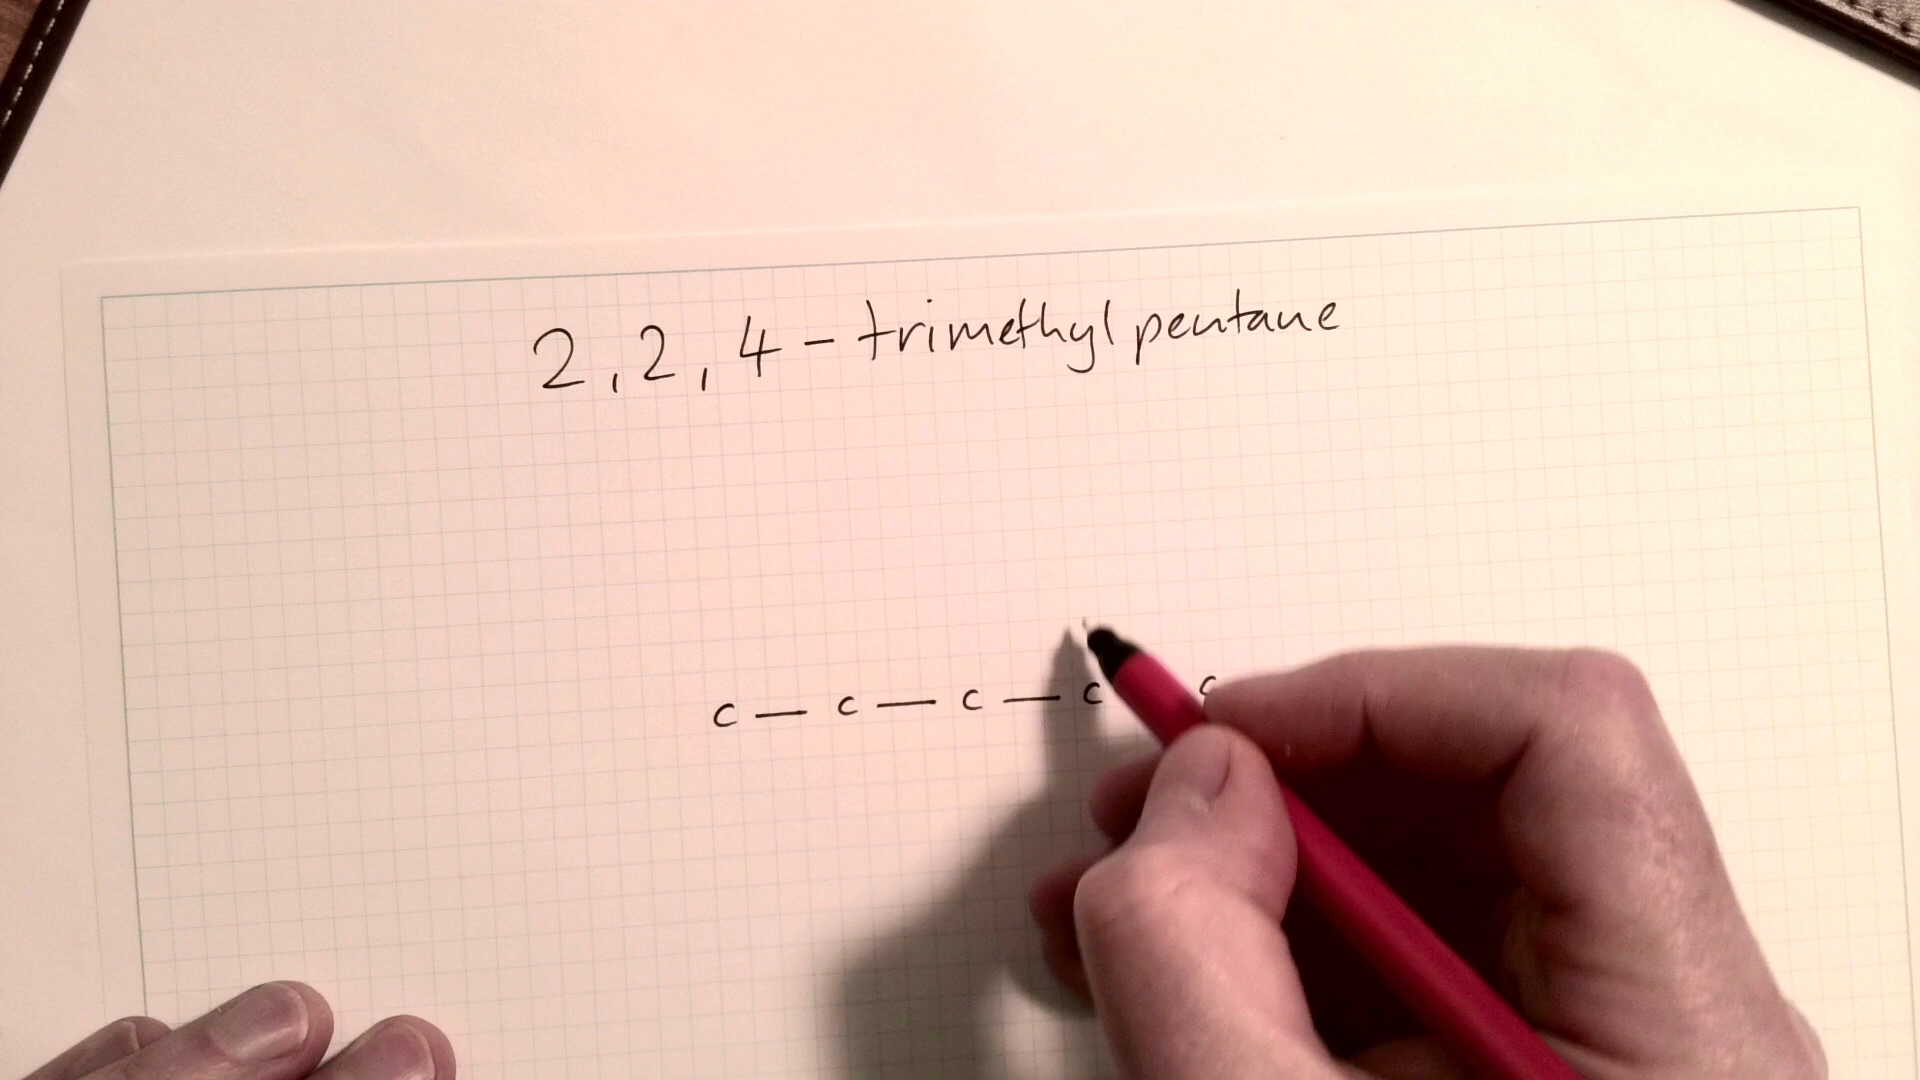 2,2,4-trimethylpentane
c — c — c — c c